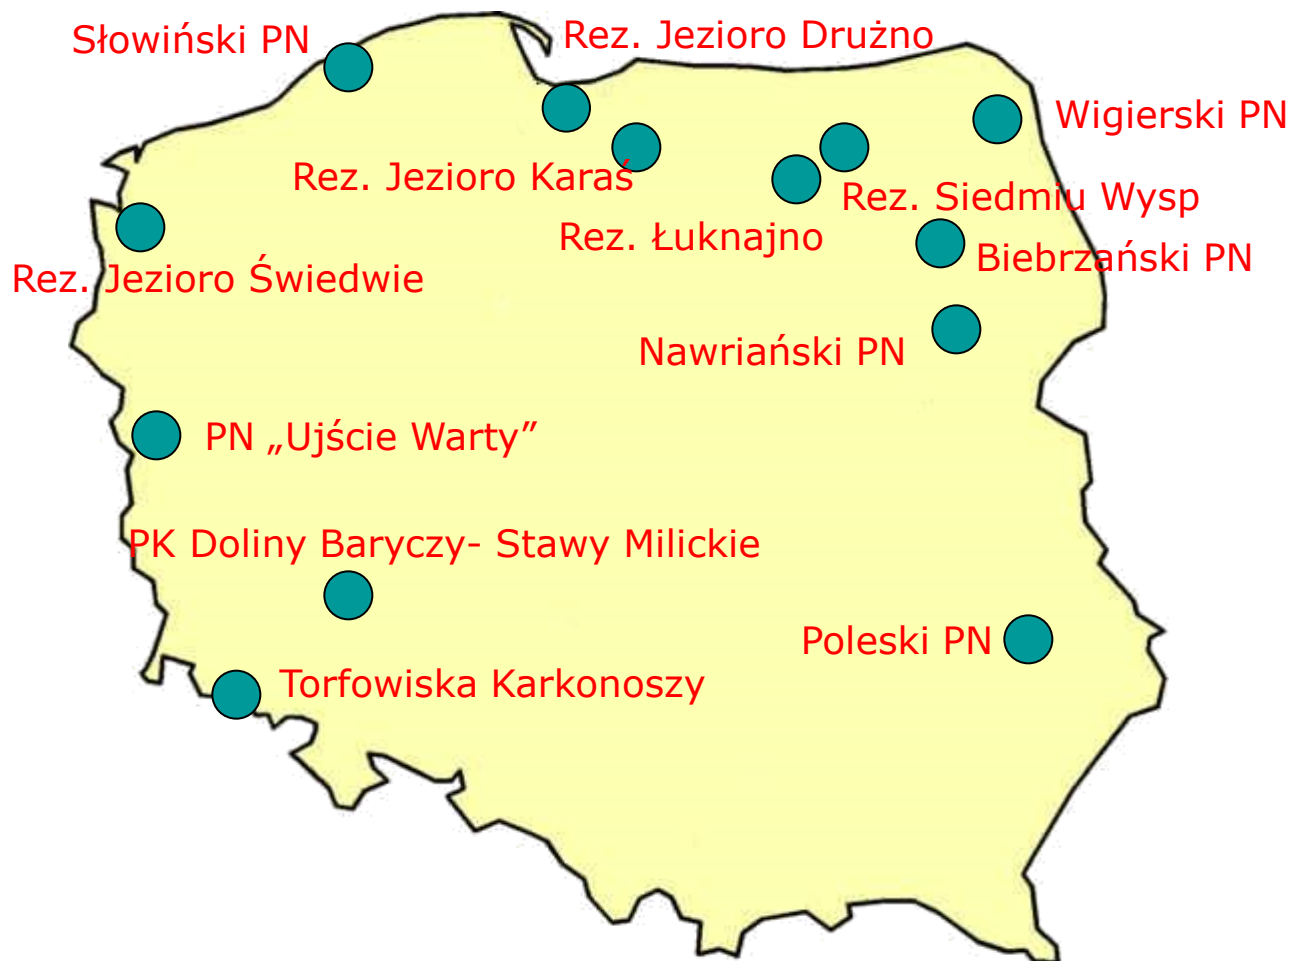 Słowiński PN
Rez. Jezioro Drużno
Wigierski PN
Rez. Jezioro Karaś
Rez. Siedmiu Wysp
Rez. Łuknajno
Biebrzański PN
Rez. Jezioro Świedwie
Nawriański PN
PN „Ujście Warty”
PK Doliny Baryczy- Stawy Milickie
Poleski PN
Torfowiska Karkonoszy